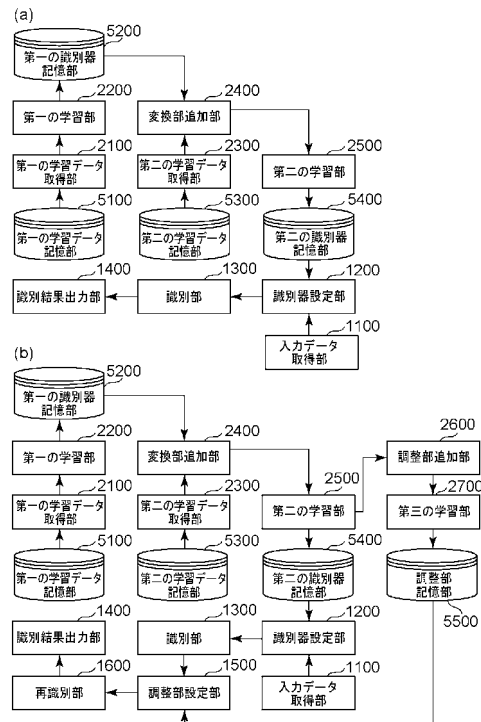 (a)
5200
第一の識別器
記憶部
2200
2400
第一の学習部
変換部追加部
2100
2300
2500
第一の学習データ
取得部
第二の学習データ
取得部
第二の学習部
5100
5300
5400
第一の学習データ
記憶部
第二の学習データ
記憶部
第二の識別器
記憶部
1400
1300
1200
識別結果出力部
識別部
識別器設定部
1100
入力データ
取得部
(b)
5200
第一の識別器
記憶部
2200
2400
2600
第一の学習部
変換部追加部
調整部追加部
2100
2300
2500
2700
第一の学習データ
取得部
第二の学習データ
取得部
第二の学習部
第三の学習部
5100
5300
5400
第一の学習データ
記憶部
第二の学習データ
記憶部
第二の識別器
記憶部
調整部
記憶部
5500
1400
1300
1200
識別結果出力部
識別部
識別器設定部
1600
1500
1100
再識別部
調整部設定部
入力データ
取得部